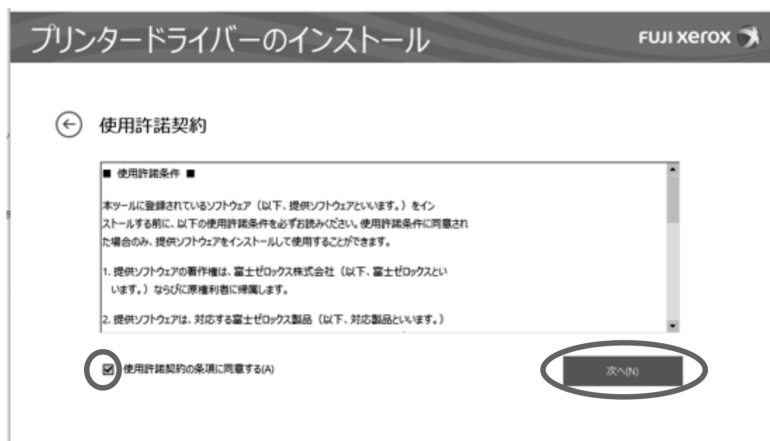 プリンタードライバーのインストール
FUJI xerox
使用許諾契約
■ 使用許諾条件 ■
本ツールに登録されているソフトウェア（以下、提供ソフトウェアといいます。）をイン
ストールする前に、以下の使用許諾条件を必ずお読みください。使用許諾条件に同意され
た場合のみ、提供ソフトウェアをインストールして使用することができます。
1. 提供ソフトウェアの著作権は、富士ゼロックス株式会社（以下、富士ゼロックスとい
います。）ならびに原権利者に帰属します。
2. 提供ソフトウェアは、対応する富士ゼロックス製品（以下、対応製品といいます。）
使用許諾契約の条項に同意する(A)
次へ(N)